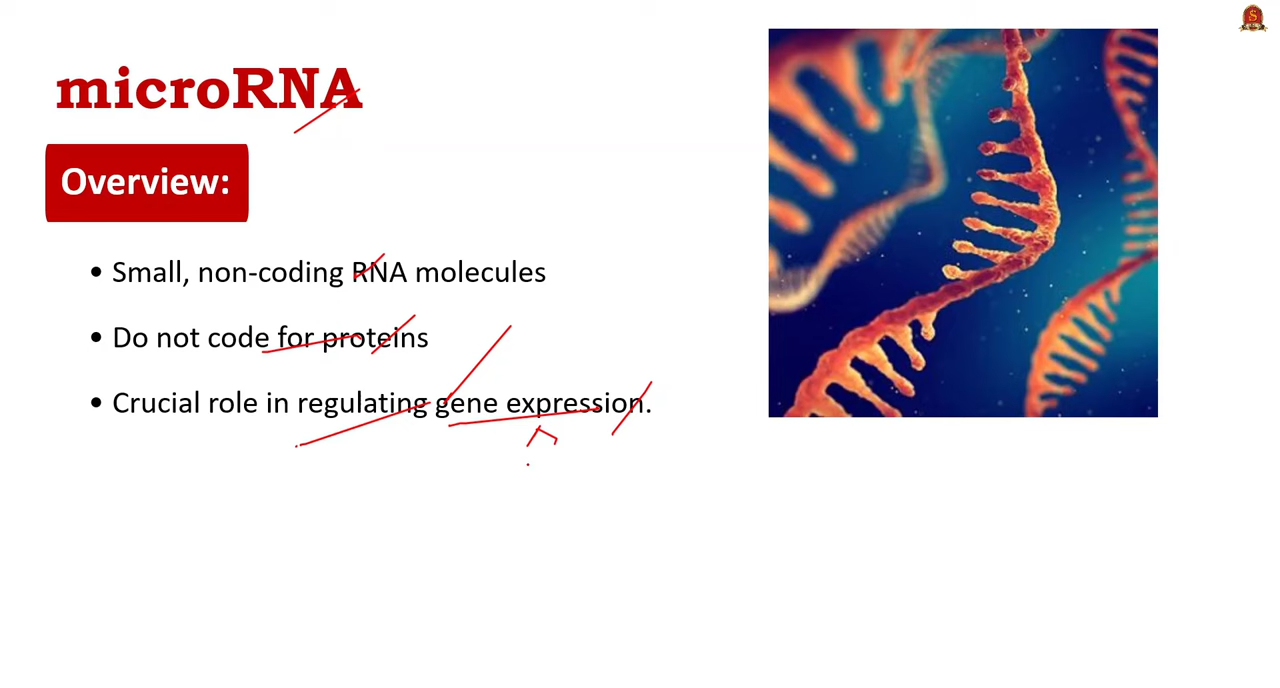 microRNA
Overview:
• Small, non-coding RNA molecules
• Do not code for proteins
• Crucial role in regulating gene expression.
S